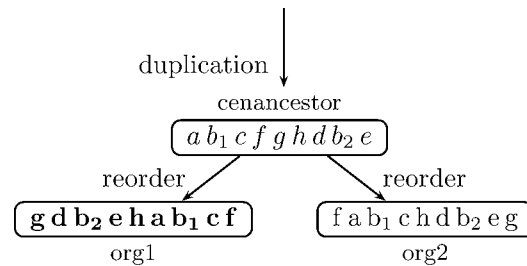 duplication
cenancestor
a b₁ c f g h d b₂ e
reorder reorder
g d b₂ e h a b₁ c f f a b₁ c h d b₂ e g
org1 org2